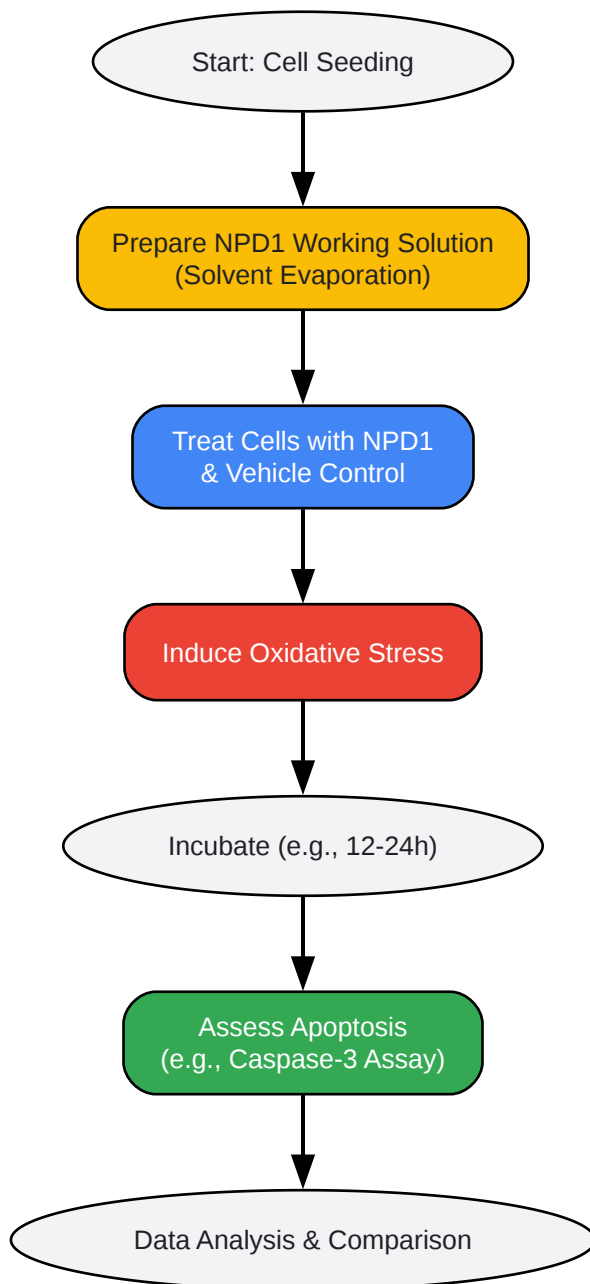 Start: Cell Seeding
Prepare NPD1 Working Solution
(Solvent Evaporation)
Treat Cells with NPD1
& Vehicle Control
Induce Oxidative Stress
Incubate (e.g., 12-24h)
Assess Apoptosis
(e.g., Caspase-3 Assay)
Data Analysis & Comparison